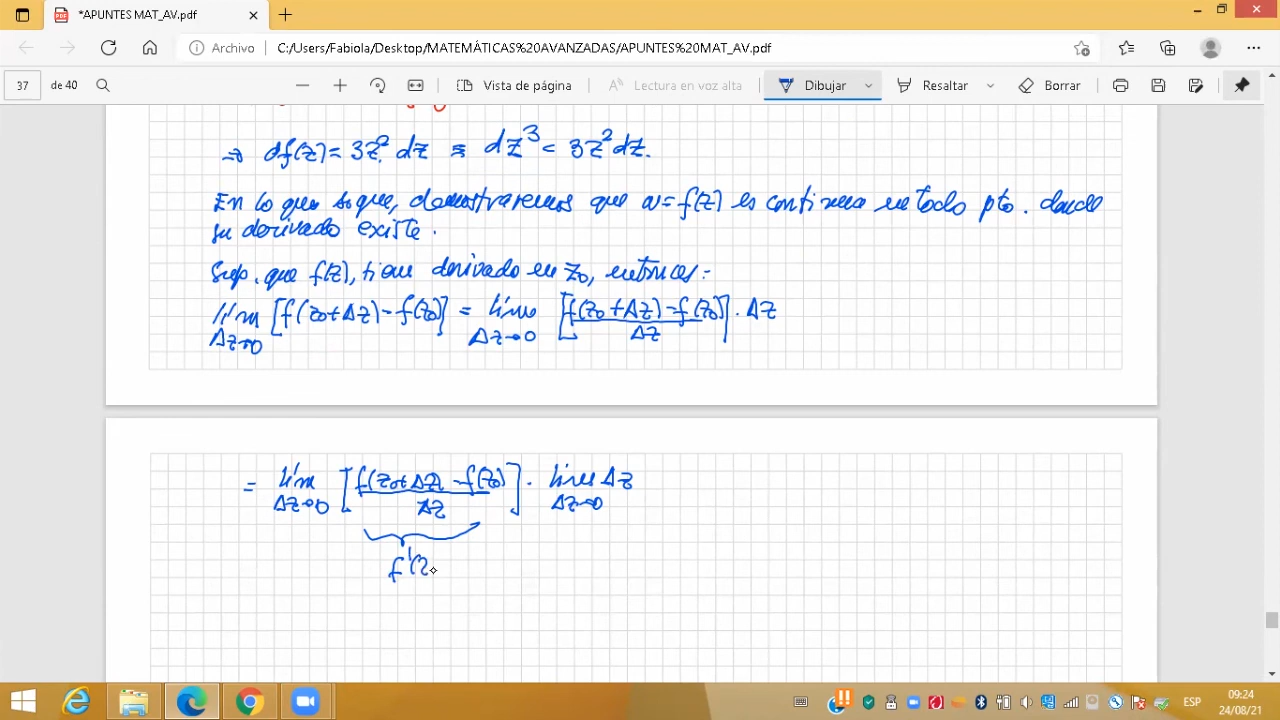 *APUNTES MAT_AV.pdf
Archivo C:/Users/Fabiola/Desktop/MATEMÁTICAS%20AVANZADAS/APUNTES%20MAT_AV.pdf
37 de 40 Vista de página Lectura en voz alta Dibujar Resaltar Borrar
⇒ df(z) = 3z² dz ≈ dz³ = 3z² dz.
En lo que sigue, demostraremos que w = f(z) es continua en todo pto. donde
su derivada existe.
Sup. que f(z), tiene derivada en z₀, entonces:
lím [f(z₀+Δz) - f(z₀)] = lím [f(z₀+Δz) - f(z₀)] . Δz
Δz→0 Δz→0 Δz
= lím [f(z₀+Δz) - f(z₀)] . lím Δz
Δz→0 Δz Δz→0
f'(z
ESP 09:24
24/08/21